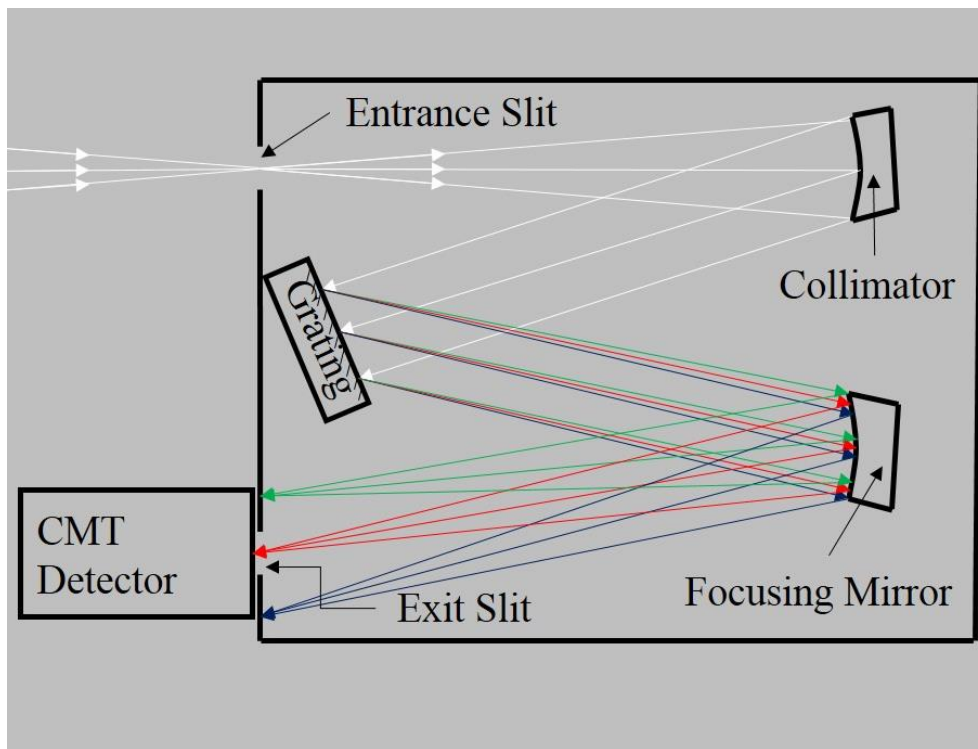 Entrance Slit
Collimator
Grating
CMT
Detector
Exit Slit
Focusing Mirror